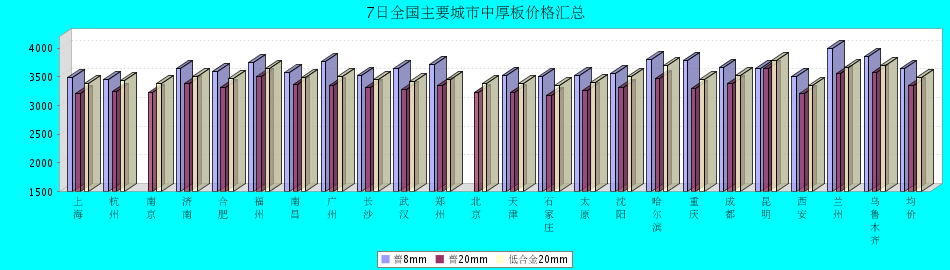 7日全国主要城市中厚板价格汇总
4000
3500
3000
2500
2000
1500
上海
杭州
南京
济南
合肥
福州
南昌
广州
长沙
武汉
郑州
北京
天津
石家庄
太原
沈阳
哈尔滨
重庆
成都
昆明
西安
兰州
乌鲁木齐
均价
普8mm 普20mm 低合金20mm